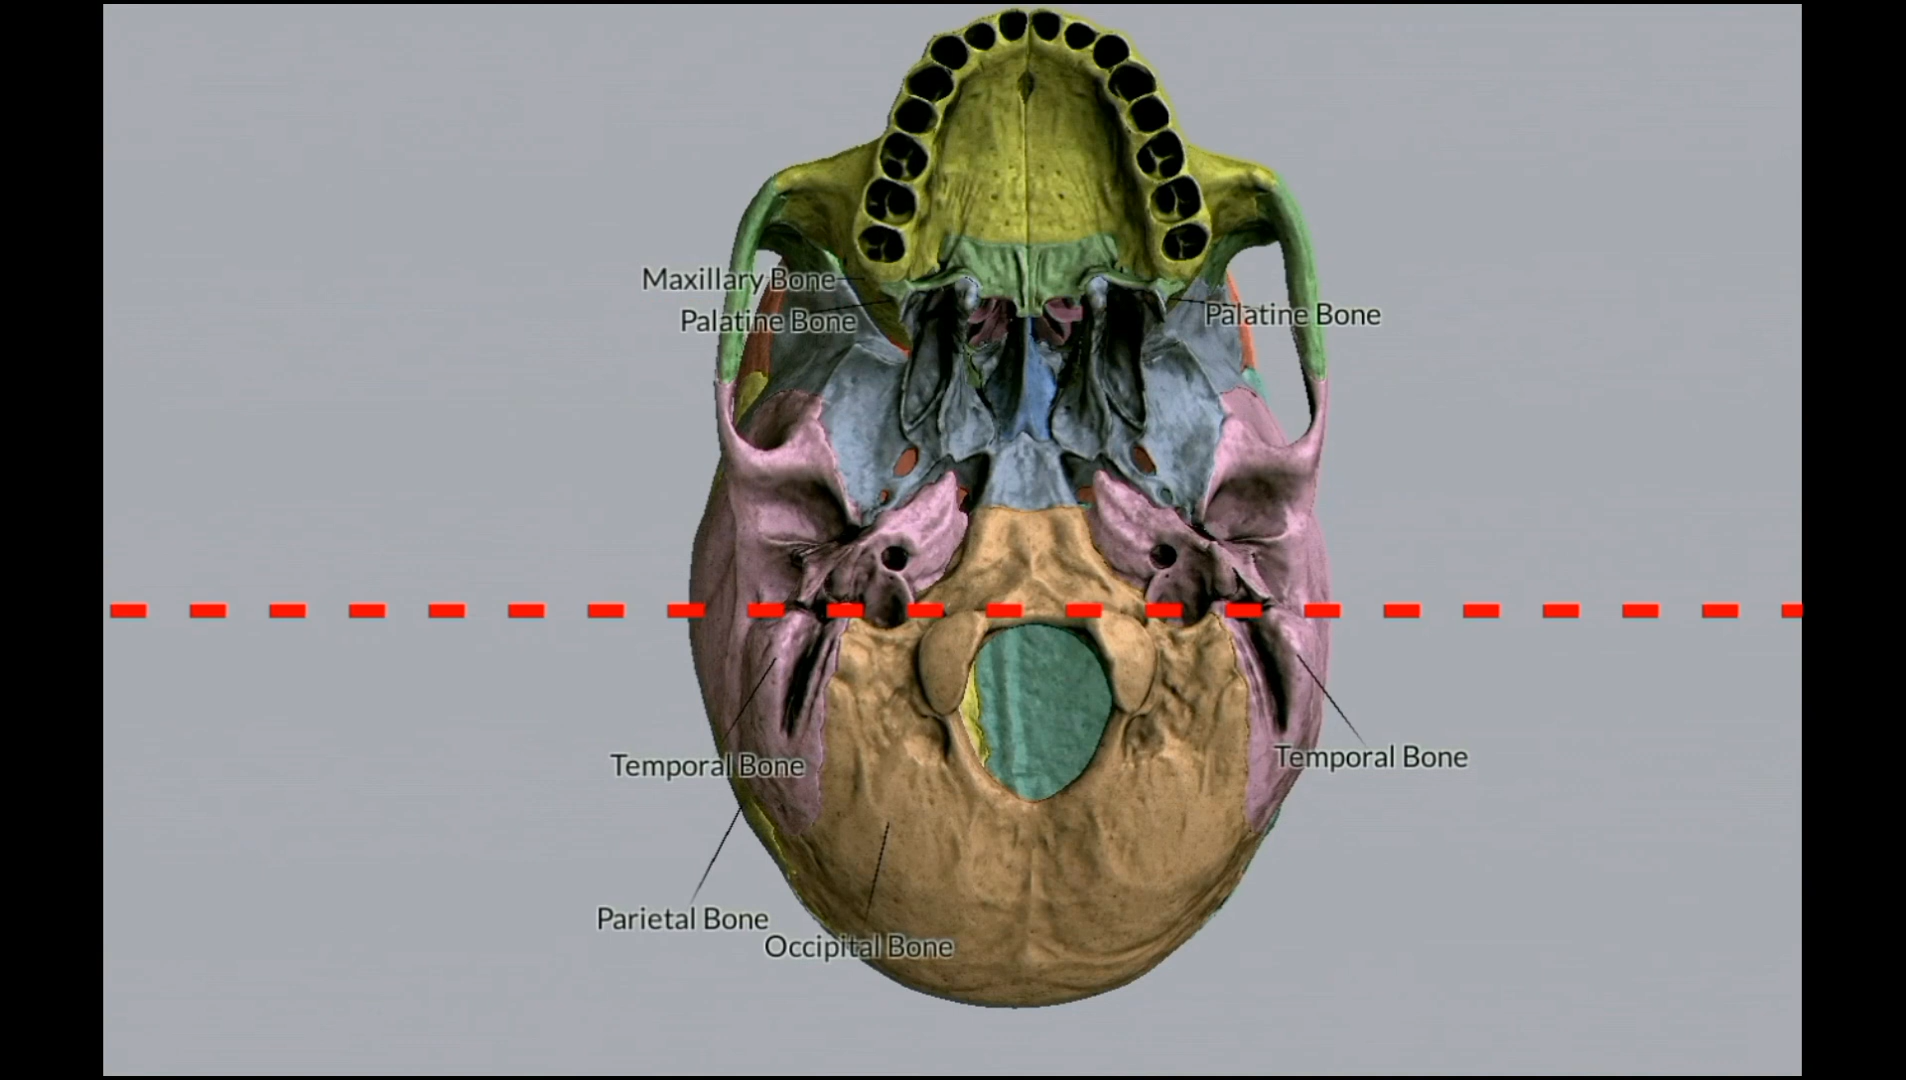 Maxillary Bone
Palatine Bone
Palatine Bone
Temporal Bone
Temporal Bone
Parietal Bone
Occipital Bone